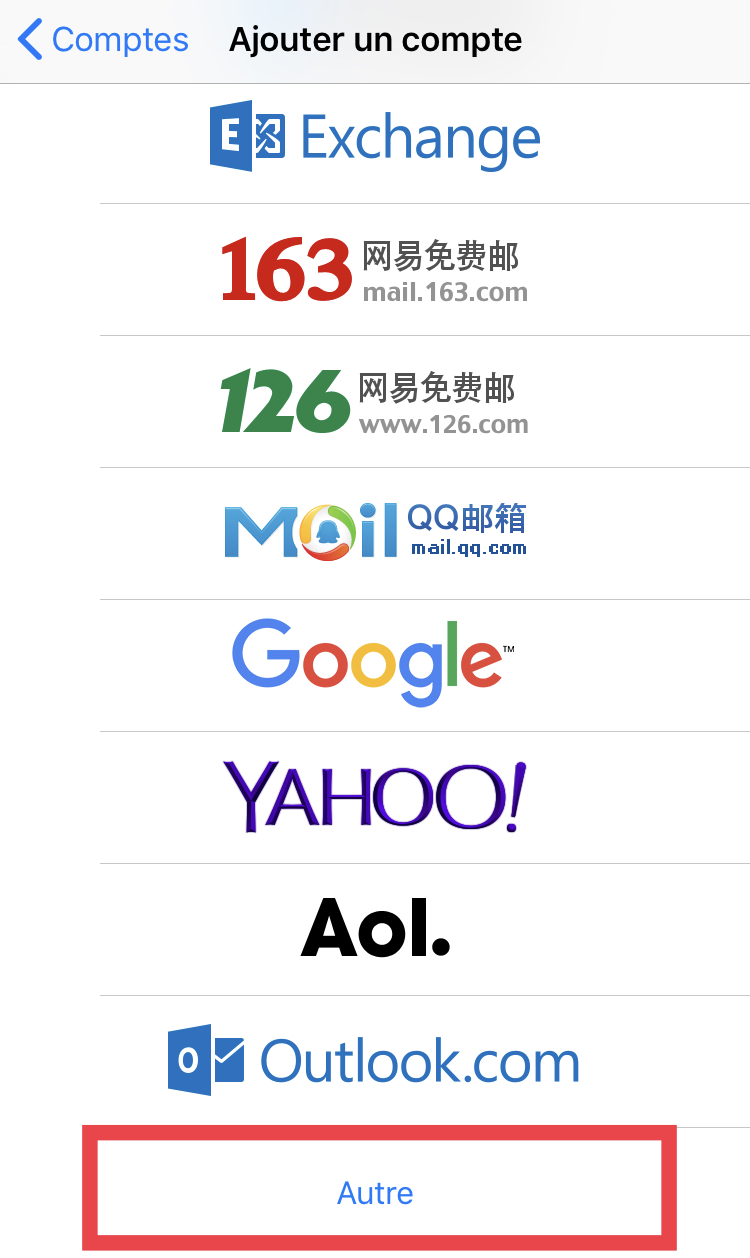 Comptes Ajouter un compte
E Exchange
163 网易免费邮
mail.163.com
126 网易免费邮
www.126.com
Mail QQ邮箱
mail.qq.com
Google™
YAHOO!
Aol.
O Outlook.com
Autre